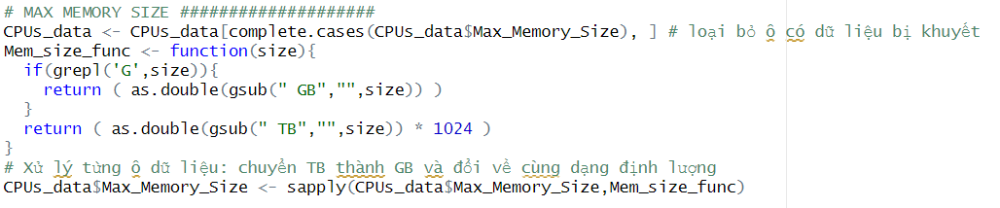 # MAX MEMORY SIZE ####################
CPUs_data <- CPUs_data[complete.cases(CPUs_data$Max_Memory_Size), ] # loại bỏ ô có dữ liệu bị khuyết
Mem_size_func <- function(size){
  if(grepl('G',size)){
    return ( as.double(gsub(" GB","",size)) )
  }
  return ( as.double(gsub(" TB","",size)) * 1024 )
}
# Xử lý từng ô dữ liệu: chuyển TB thành GB và đổi về cùng dạng định lượng
CPUs_data$Max_Memory_Size <- sapply(CPUs_data$Max_Memory_Size,Mem_size_func)